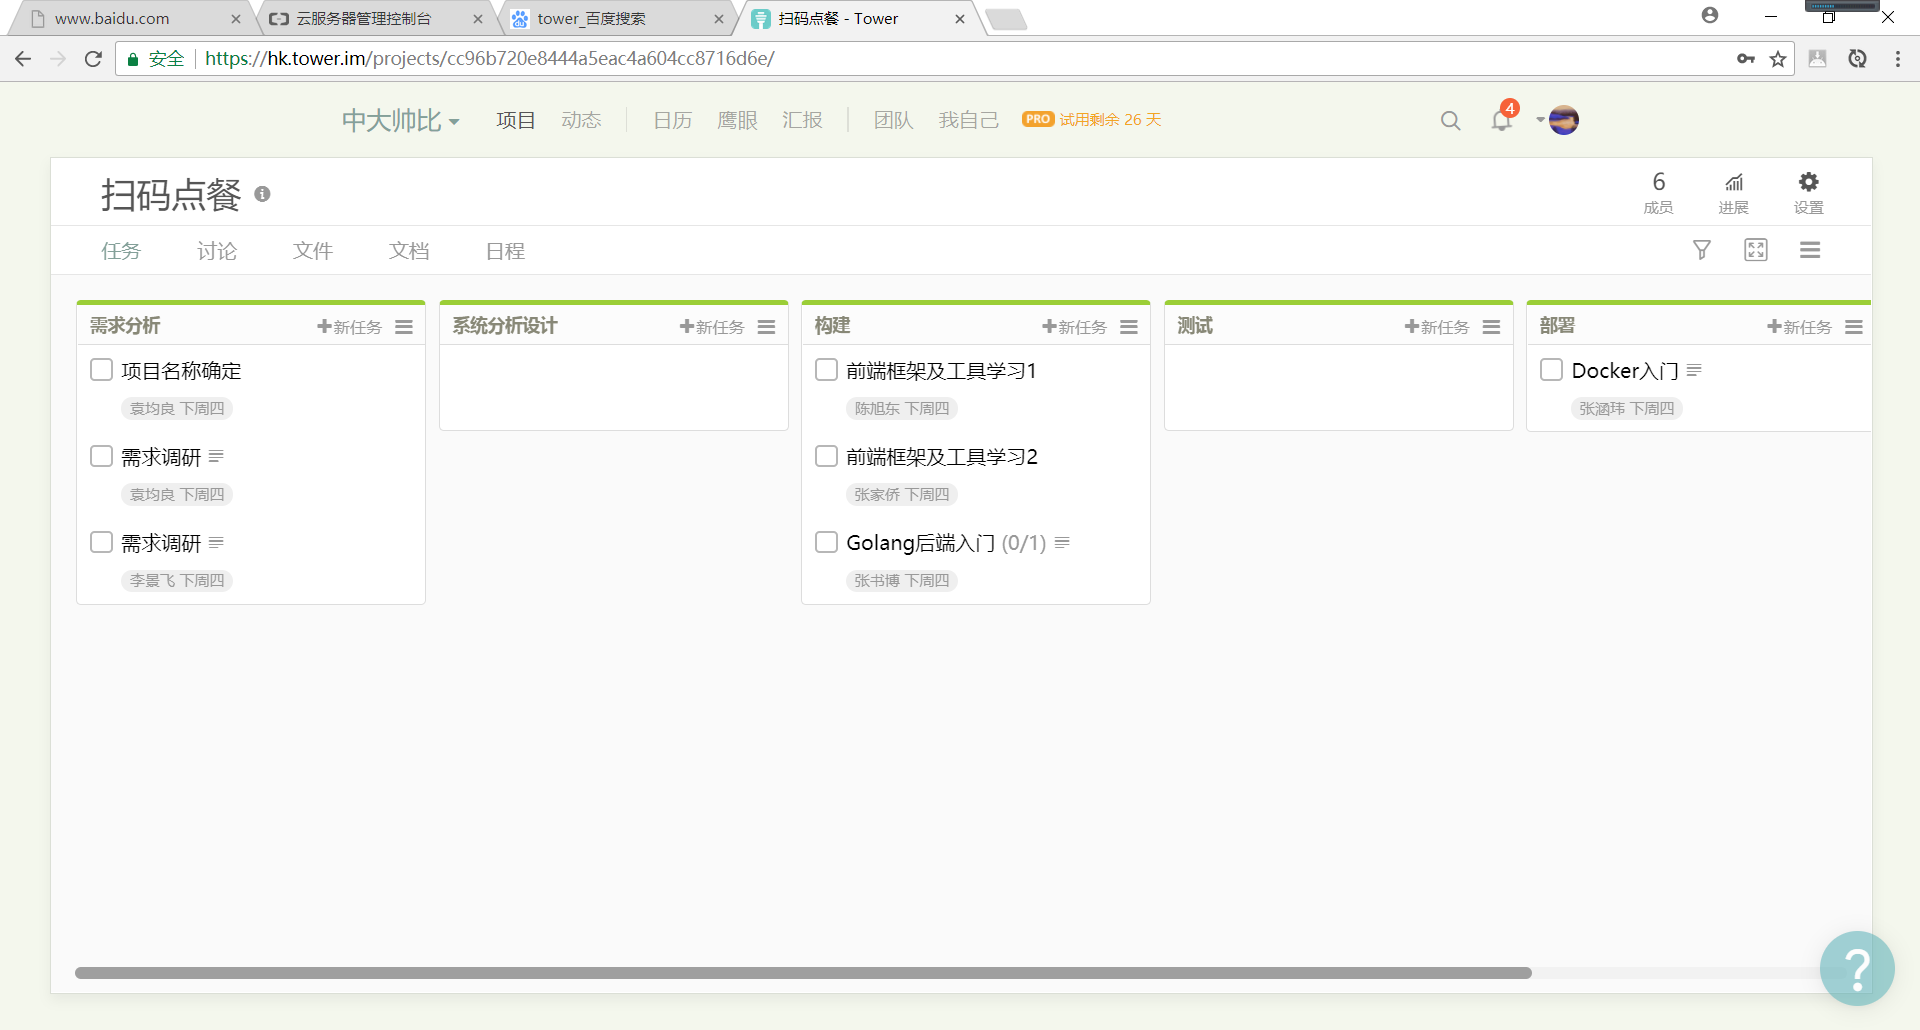 www.baidu.com
云服务器管理控制台
tower_百度搜索
扫码点餐 - Tower
安全 https://hk.tower.im/projects/cc96b720e8444a5eac4a604cc8716d6e/
中大帅比 项目 动态 日历 鹰眼 汇报 团队 我自己 PRO 试用剩余 26 天 4
扫码点餐
6
成员
进展
设置
任务 讨论 文件 文档 日程
需求分析 新任务
项目名称确定
袁均良 下周四
需求调研
袁均良 下周四
需求调研
李景飞 下周四
系统分析设计 新任务
构建 新任务
前端框架及工具学习1
陈旭东 下周四
前端框架及工具学习2
张家侨 下周四
Golang后端入门 (0/1)
张书博 下周四
测试 新任务
部署 新任务
Docker入门
张涵玮 下周四
?